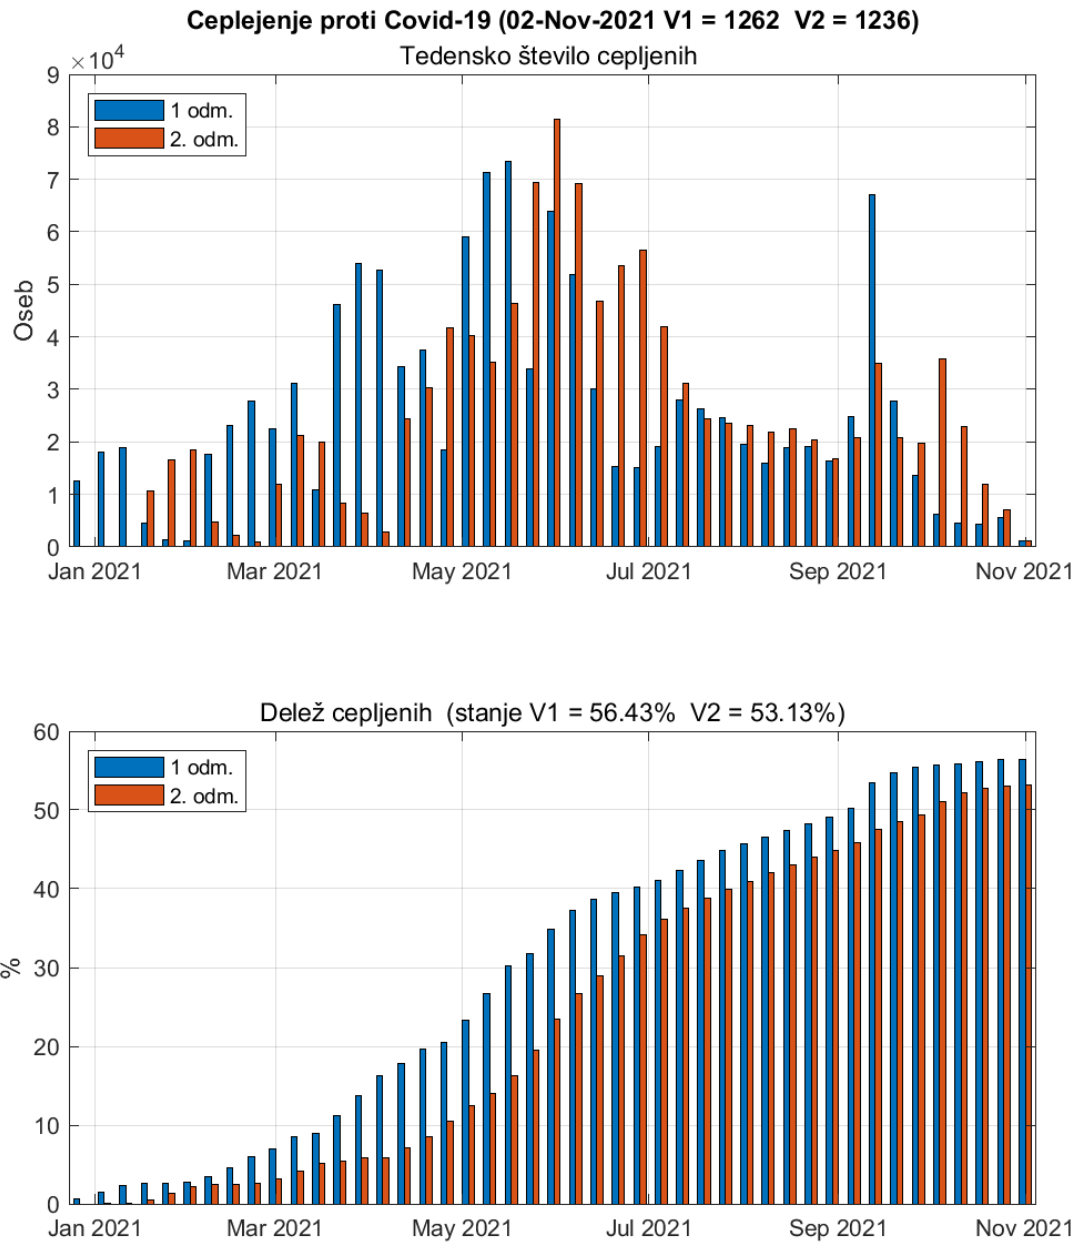 Ceplejenje proti Covid-19 (02-Nov-2021 V1 = 1262  V2 = 1236)
Tedensko število cepljenih
×10⁴
9
8
7
6
5
4
3
2
1
0
Oseb
1 odm.
2. odm.
Jan 2021 Mar 2021 May 2021 Jul 2021 Sep 2021 Nov 2021
Delež cepljenih  (stanje V1 = 56.43%  V2 = 53.13%)
60
50
40
30
20
10
0
%
1 odm.
2. odm.
Jan 2021 Mar 2021 May 2021 Jul 2021 Sep 2021 Nov 2021